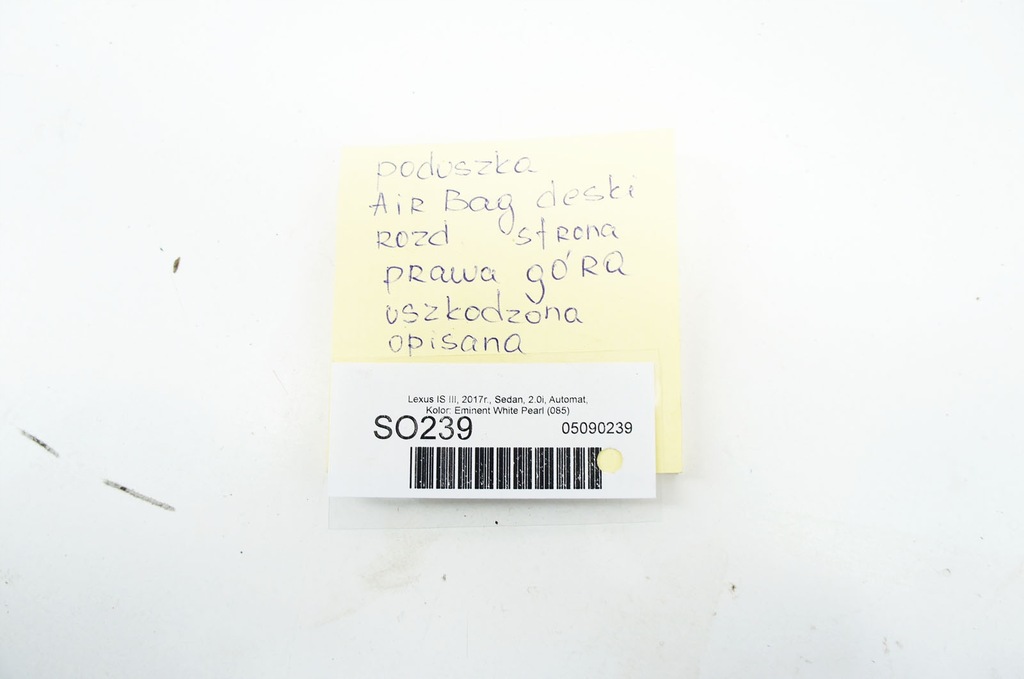 poduszka
AiR Bag deski
rozd strona
prawa góra
uszkodzona
opisana
Lexus IS III, 2017r., Sedan, 2.0i, Automat,
Kolor: Eminent White Pearl (085)
SO239 05090239